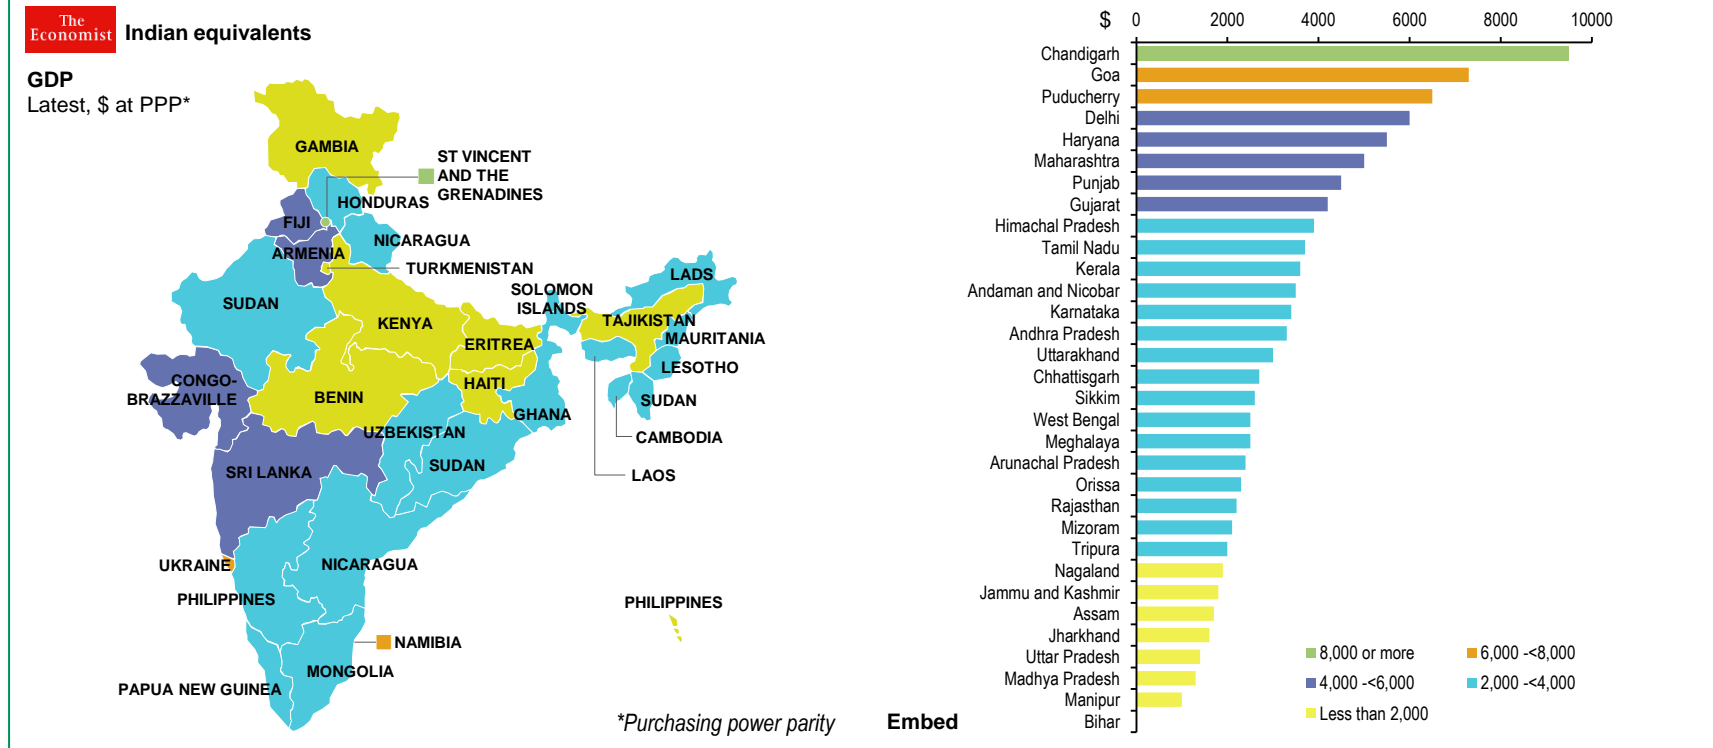 The
Economist
Indian equivalents
GDP
Latest, $ at PPP*
GAMBIA
ST VINCENT
AND THE
GRENADINES
HONDURAS
FIJI
NICARAGUA
ARMENIA
TURKMENISTAN
LADS
SOLOMON
ISLANDS
SUDAN
TAJIKISTAN
KENYA
MAURITANIA
ERITREA
LESOTHO
CONGO-
BRAZZAVILLE
HAITI
BENIN
SUDAN
GHANA
UZBEKISTAN
CAMBODIA
SUDAN
SRI LANKA
LAOS
UKRAINE
NICARAGUA
PHILIPPINES
PHILIPPINES
NAMIBIA
MONGOLIA
PAPUA NEW GUINEA
*Purchasing power parity
Embed
$ 0 2000 4000 6000 8000 10000
Chandigarh
Goa
Puducherry
Delhi
Haryana
Maharashtra
Punjab
Gujarat
Himachal Pradesh
Tamil Nadu
Kerala
Andaman and Nicobar
Karnataka
Andhra Pradesh
Uttarakhand
Chhattisgarh
Sikkim
West Bengal
Meghalaya
Arunachal Pradesh
Orissa
Rajasthan
Mizoram
Tripura
Nagaland
Jammu and Kashmir
Assam
Jharkhand
Uttar Pradesh
Madhya Pradesh
Manipur
Bihar
8,000 or more
6,000 -<8,000
4,000 -<6,000
2,000 -<4,000
Less than 2,000